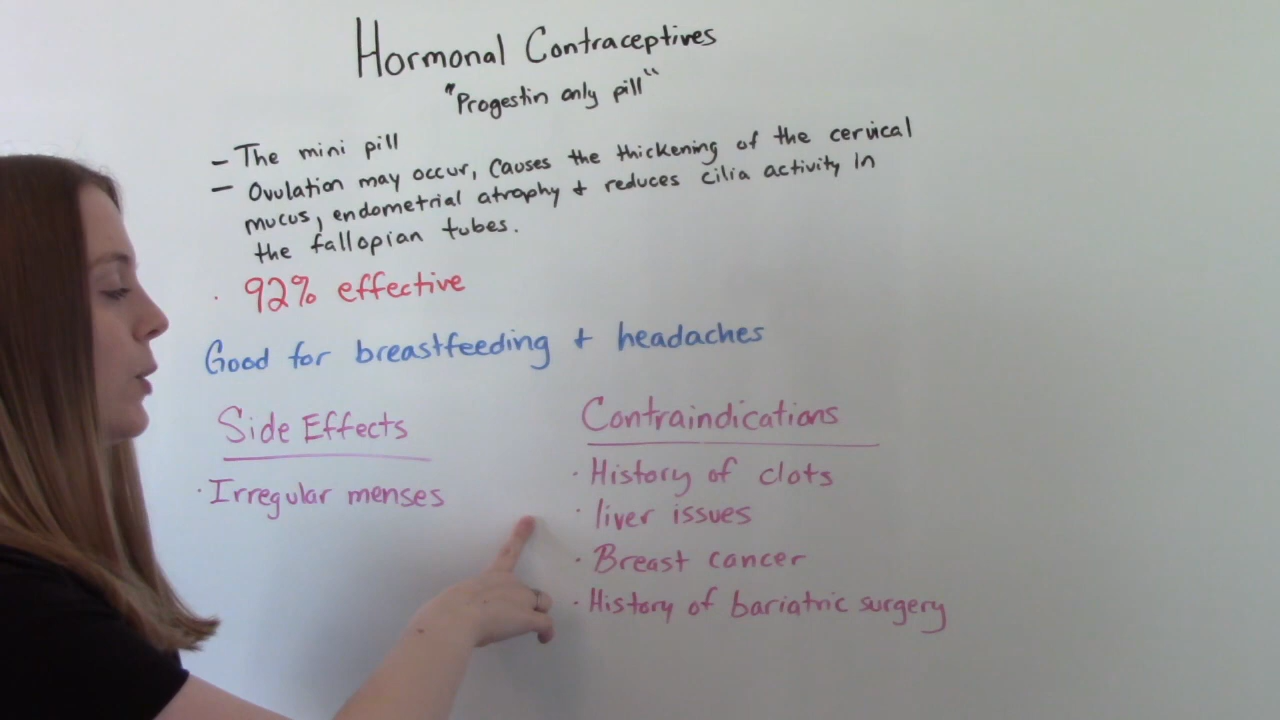 Hormonal Contraceptives
"Progestin only pill"
- The mini pill
- Ovulation may occur, Causes the thickening of the cervical
mucus, endometrial atrophy + reduces cilia activity in
the fallopian tubes.
· 92% effective
Good for breastfeeding + headaches
Side Effects
· Irregular menses
Contraindications
· History of clots
· liver issues
· Breast cancer
· History of bariatric surgery